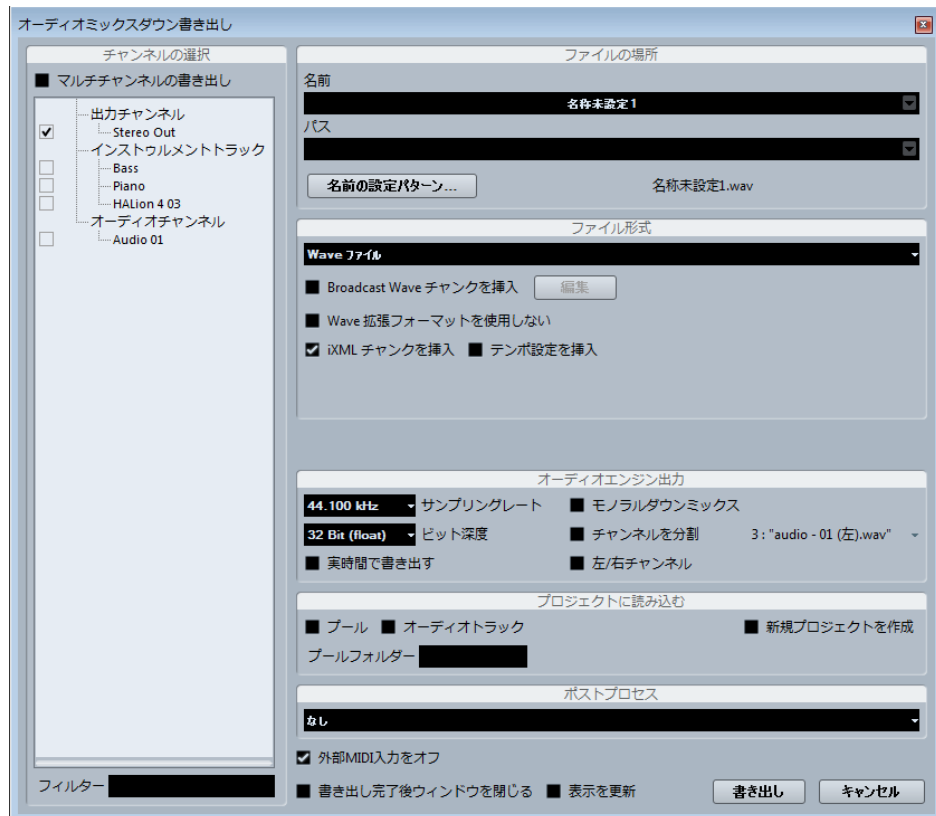 オーディオミックスダウン書き出し
チャンネルの選択
マルチチャンネルの書き出し
出力チャンネル
Stereo Out
インストゥルメントトラック
Bass
Piano
HALion 4 03
オーディオチャンネル
Audio 01
フィルター
ファイルの場所
名前
名称未設定1
パス
名前の設定パターン... 名称未設定1.wav
ファイル形式
Wave ファイル
Broadcast Wave チャンクを挿入 編集
Wave 拡張フォーマットを使用しない
iXML チャンクを挿入 テンポ設定を挿入
オーディオエンジン出力
44.100 kHz サンプリングレート モノラルダウンミックス
32 Bit (float) ビット深度 チャンネルを分割 3 : "audio - 01 (左).wav"
実時間で書き出す 左/右チャンネル
プロジェクトに読み込む
プール オーディオトラック 新規プロジェクトを作成
プールフォルダー
ポストプロセス
なし
外部MIDI入力をオフ
書き出し完了後ウィンドウを閉じる 表示を更新 書き出し キャンセル